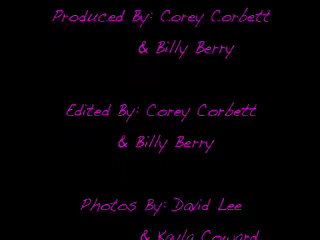 Produced By: Corey Corbett
& Billy Berry
Edited By: Corey Corbett
& Billy Berry
Photos By: David Lee
& Kayla Coward